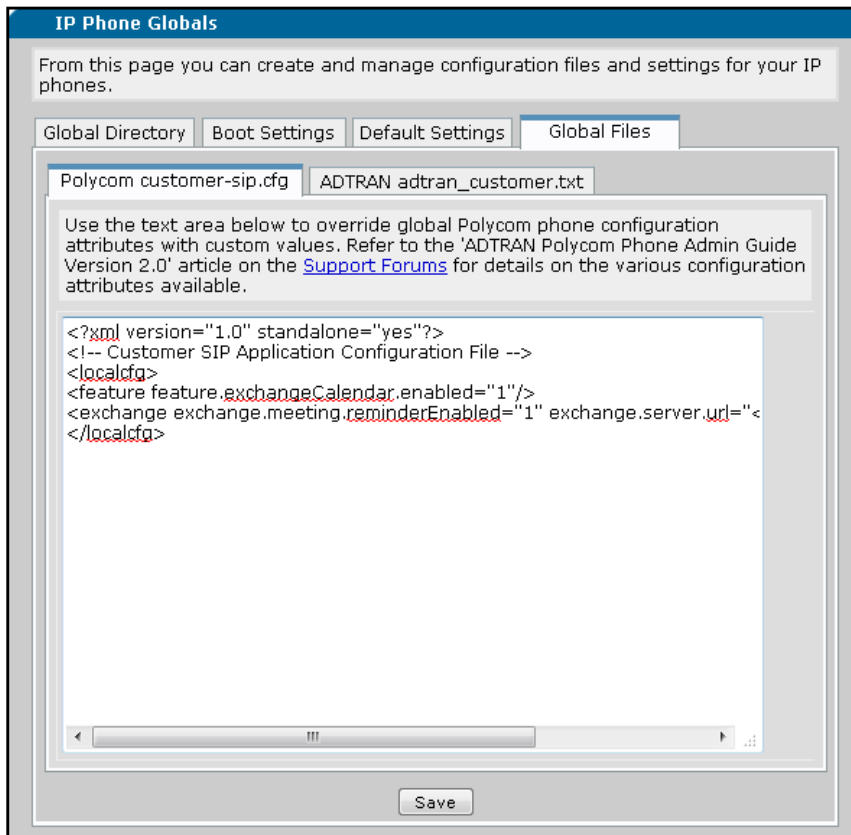 IP Phone Globals
From this page you can create and manage configuration files and settings for your IP
phones.
Global Directory Boot Settings Default Settings Global Files
Polycom customer-sip.cfg ADTRAN adtran_customer.txt
Use the text area below to override global Polycom phone configuration
attributes with custom values. Refer to the 'ADTRAN Polycom Phone Admin Guide
Version 2.0' article on the Support Forums for details on the various configuration
attributes available.
<?xml version="1.0" standalone="yes"?>
<!-- Customer SIP Application Configuration File -->
<localcfg>
<feature feature.exchangeCalendar.enabled="1"/>
<exchange exchange.meeting.reminderEnabled="1" exchange.server.url="<
</localcfg>
Save